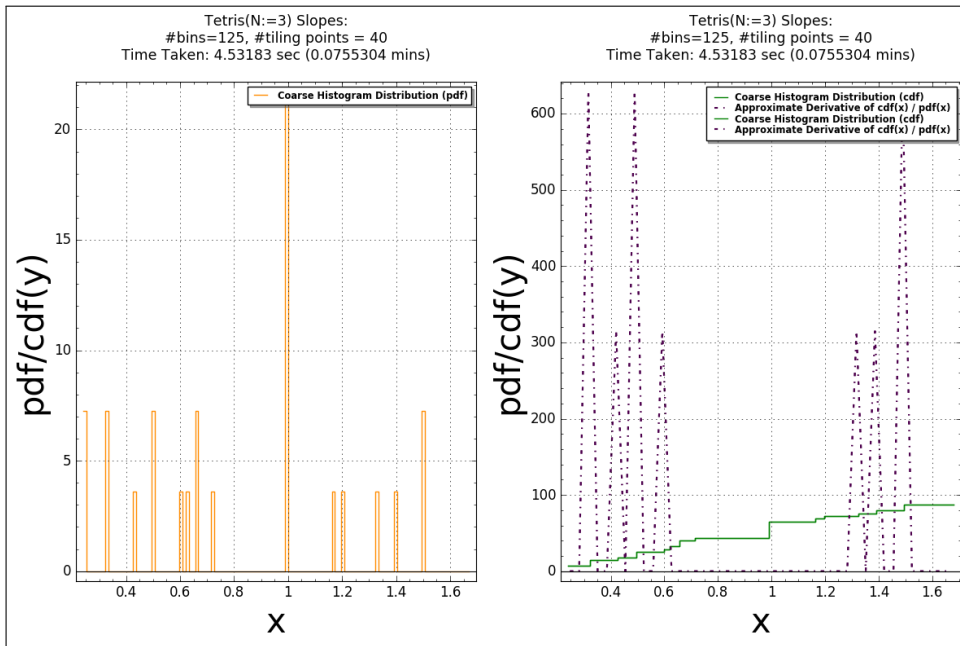 Tetris(N:=3) Slopes:
#bins=125, #tiling points = 40
Time Taken: 4.53183 sec (0.0755304 mins)
Coarse Histogram Distribution (pdf)
20
15
10
5
0
pdf/cdf(y)
0.4 0.6 0.8 1 1.2 1.4 1.6
x
Tetris(N:=3) Slopes:
#bins=125, #tiling points = 40
Time Taken: 4.53183 sec (0.0755304 mins)
Coarse Histogram Distribution (cdf)
Approximate Derivative of cdf(x) / pdf(x)
Coarse Histogram Distribution (cdf)
Approximate Derivative of cdf(x) / pdf(x)
600
500
400
300
200
100
0
pdf/cdf(y)
0.4 0.6 0.8 1 1.2 1.4 1.6
x